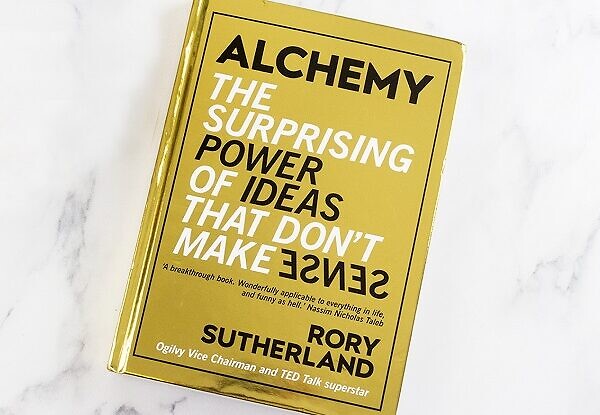 ALCHEMY
THE
SURPRISING
POWER
OF IDEAS
THAT DON'T
MAKE SENSE
'A breakthrough book. Wonderfully applicable to everything in life,
and funny as hell.' Nassim Nicholas Taleb
RORY
SUTHERLAND
Ogilvy Vice Chairman and TED Talk superstar